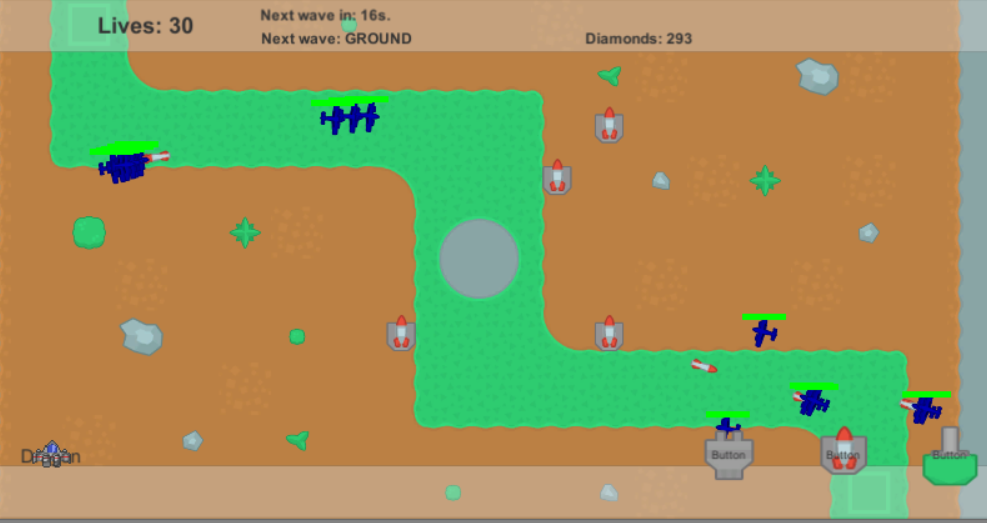 Lives: 30
Next wave in: 16s.
Next wave: GROUND
Diamonds: 293
Button
Button
Button